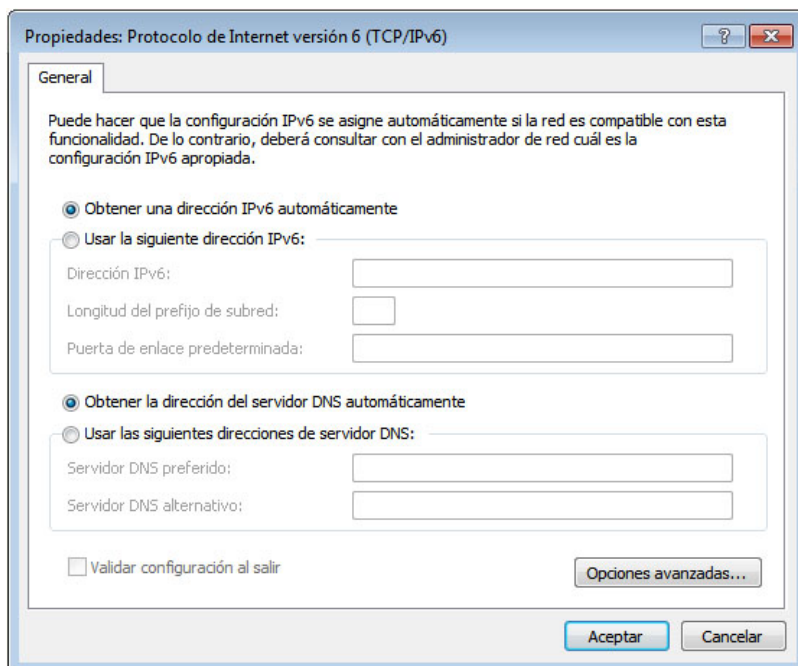 Propiedades: Protocolo de Internet versión 6 (TCP/IPv6)
General
Puede hacer que la configuración IPv6 se asigne automáticamente si la red es compatible con esta
funcionalidad. De lo contrario, deberá consultar con el administrador de red cuál es la
configuración IPv6 apropiada.
Obtener una dirección IPv6 automáticamente
Usar la siguiente dirección IPv6:
Dirección IPv6:
Longitud del prefijo de subred:
Puerta de enlace predeterminada:
Obtener la dirección del servidor DNS automáticamente
Usar las siguientes direcciones de servidor DNS:
Servidor DNS preferido:
Servidor DNS alternativo:
Validar configuración al salir
Opciones avanzadas...
Aceptar
Cancelar